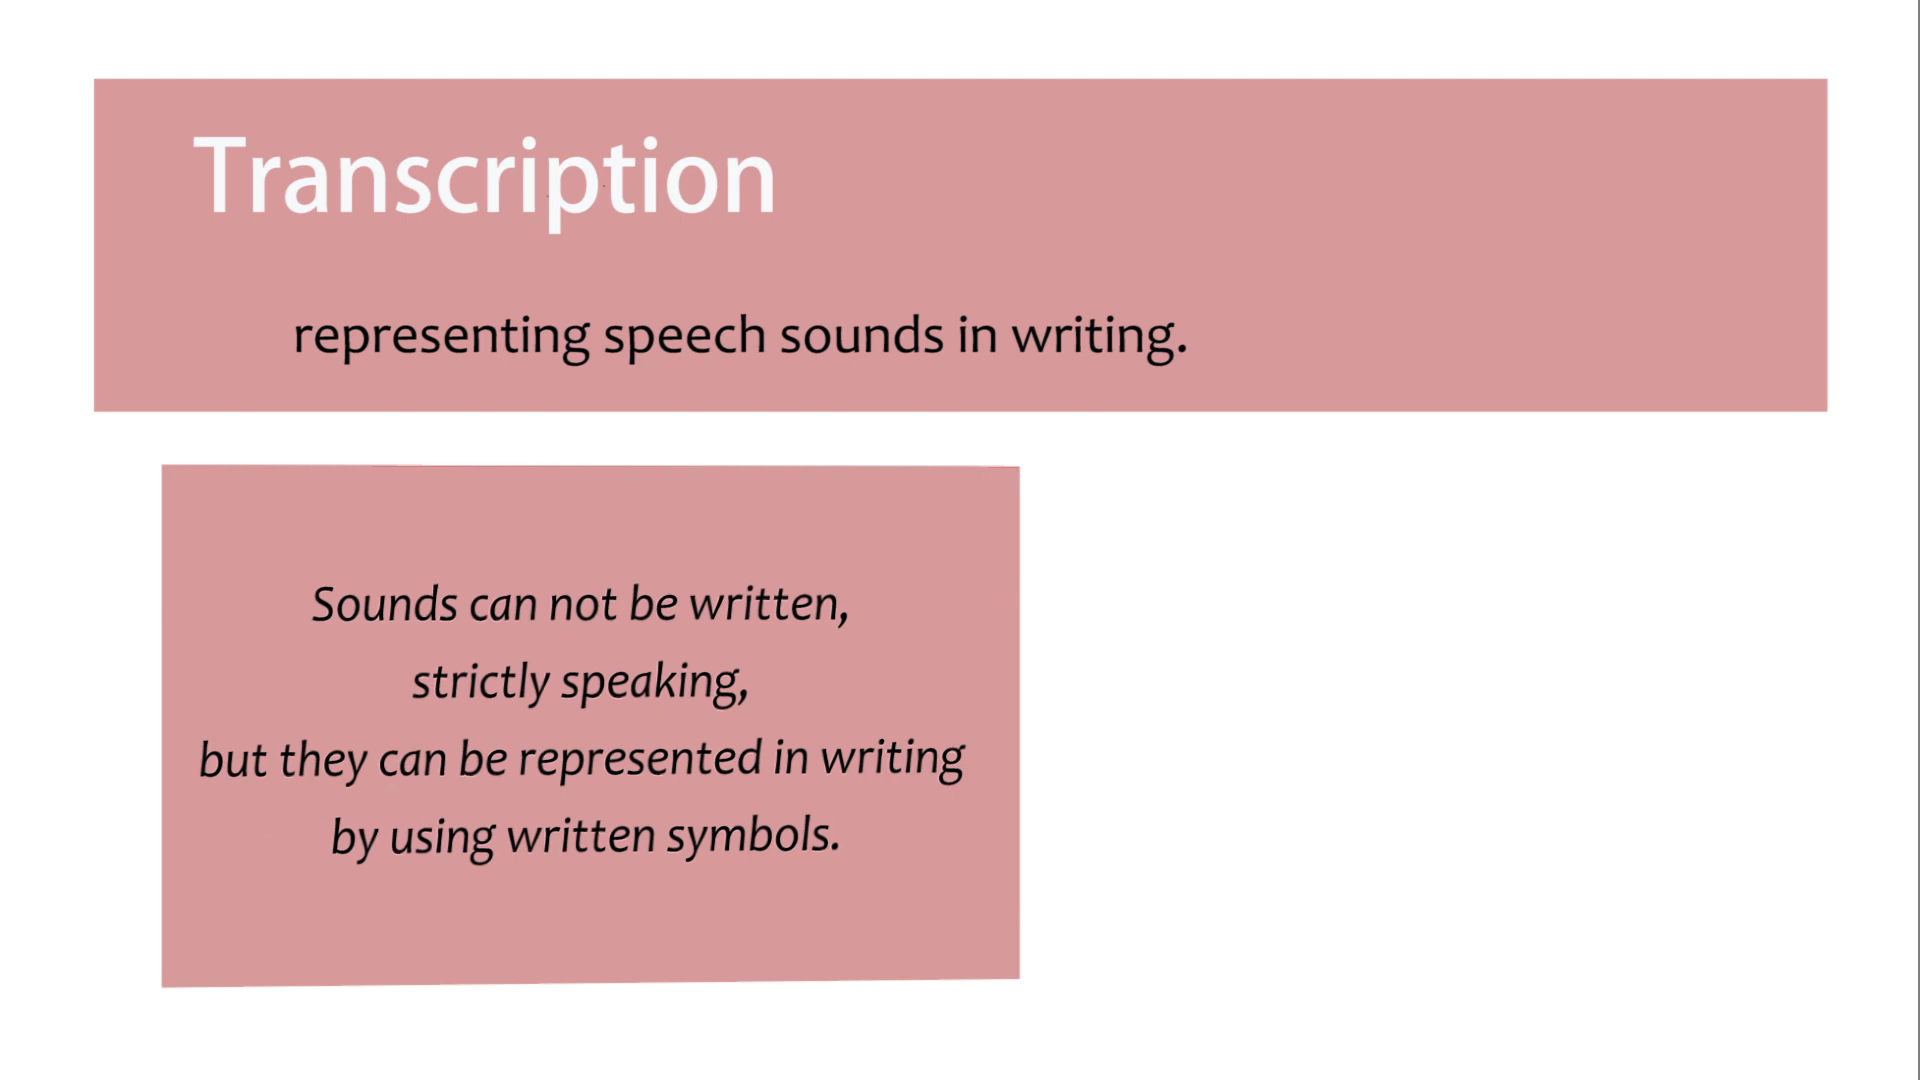 Transcription
representing speech sounds in writing.
Sounds can not be written,
strictly speaking,
but they can be represented in writing
by using written symbols.